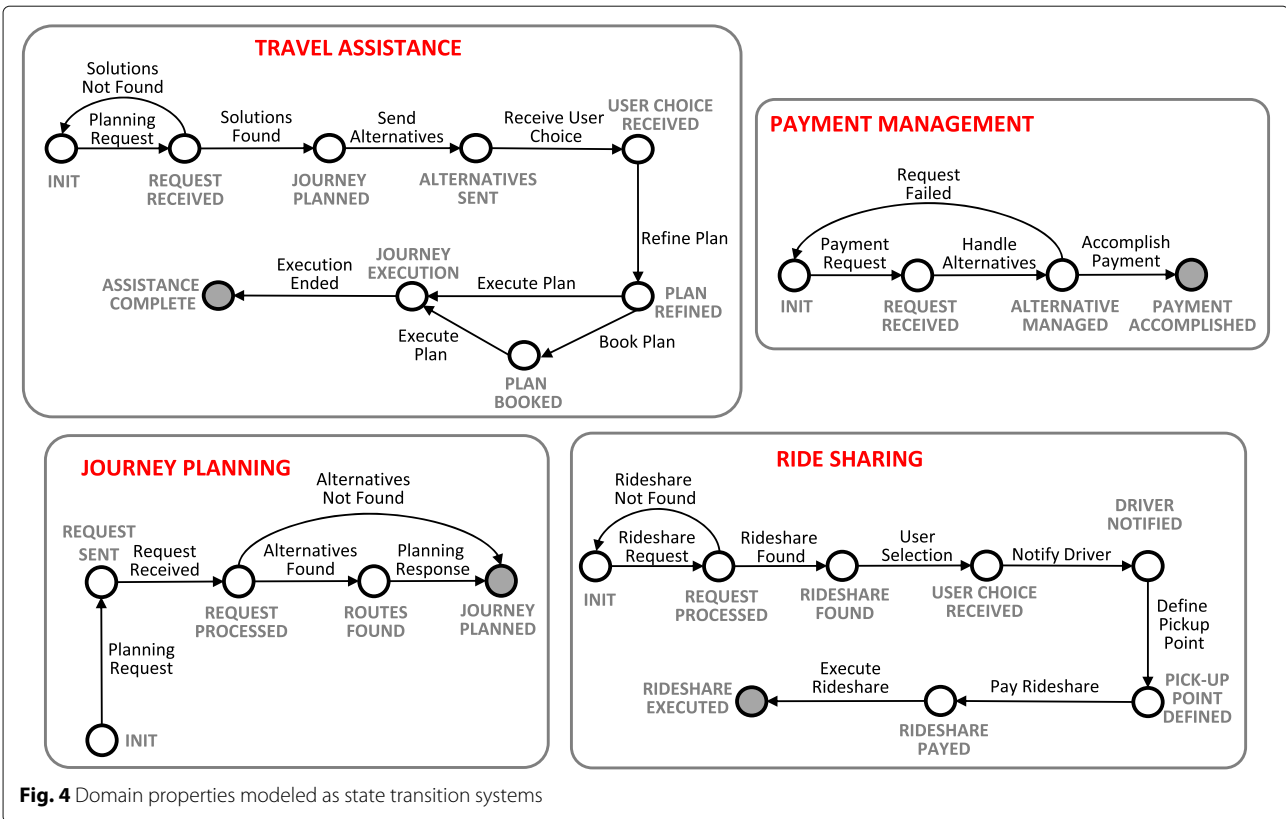 TRAVEL ASSISTANCE
Solutions
Not Found
Planning
Request
Solutions
Found
Send
Alternatives
Receive User
Choice
USER CHOICE
RECEIVED
INIT
REQUEST
RECEIVED
JOURNEY
PLANNED
ALTERNATIVES
SENT
Refine Plan
ASSISTANCE
COMPLETE
Execution
Ended
JOURNEY
EXECUTION
Execute Plan
PLAN
REFINED
Execute
Plan
Book Plan
PLAN
BOOKED
PAYMENT MANAGEMENT
Request
Failed
Payment
Request
Handle
Alternatives
Accomplish
Payment
INIT
REQUEST
RECEIVED
ALTERNATIVE
MANAGED
PAYMENT
ACCOMPLISHED
JOURNEY PLANNING
Alternatives
Not Found
REQUEST
SENT
Request
Received
Alternatives
Found
Planning
Response
REQUEST
PROCESSED
ROUTES
FOUND
JOURNEY
PLANNED
Planning
Request
INIT
RIDE SHARING
Rideshare
Not Found
Rideshare
Request
Rideshare
Found
User
Selection
Notify Driver
DRIVER
NOTIFIED
INIT
REQUEST
PROCESSED
RIDESHARE
FOUND
USER CHOICE
RECEIVED
Define
Pickup
Point
RIDESHARE
EXECUTED
Execute
Rideshare
Pay Rideshare
PICK-UP
POINT
DEFINED
RIDESHARE
PAYED
Fig. 4 Domain properties modeled as state transition systems